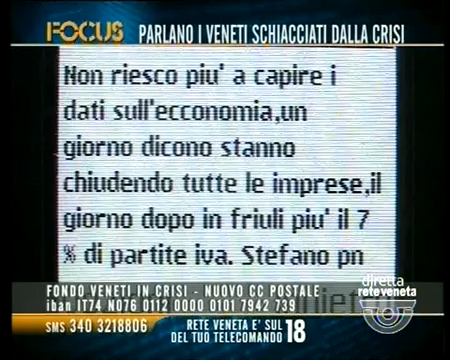 FOCUS PARLANO I VENETI SCHIACCIATI DALLA CRISI
Non riesco piu' a capire i
dati sull'ecconomia,un
giorno dicono stanno
chiudendo tutte le imprese,il
giorno dopo in friuli piu' il 7
% di partite iva. Stefano pn
diretta
reteveneta
FONDO VENETI IN CRISI - NUOVO CC POSTALE
iban IT74 N076 0112 0000 0101 7942 739
SMS 340 3218806
RETE VENETA E' SUL 18
DEL TUO TELECOMANDO